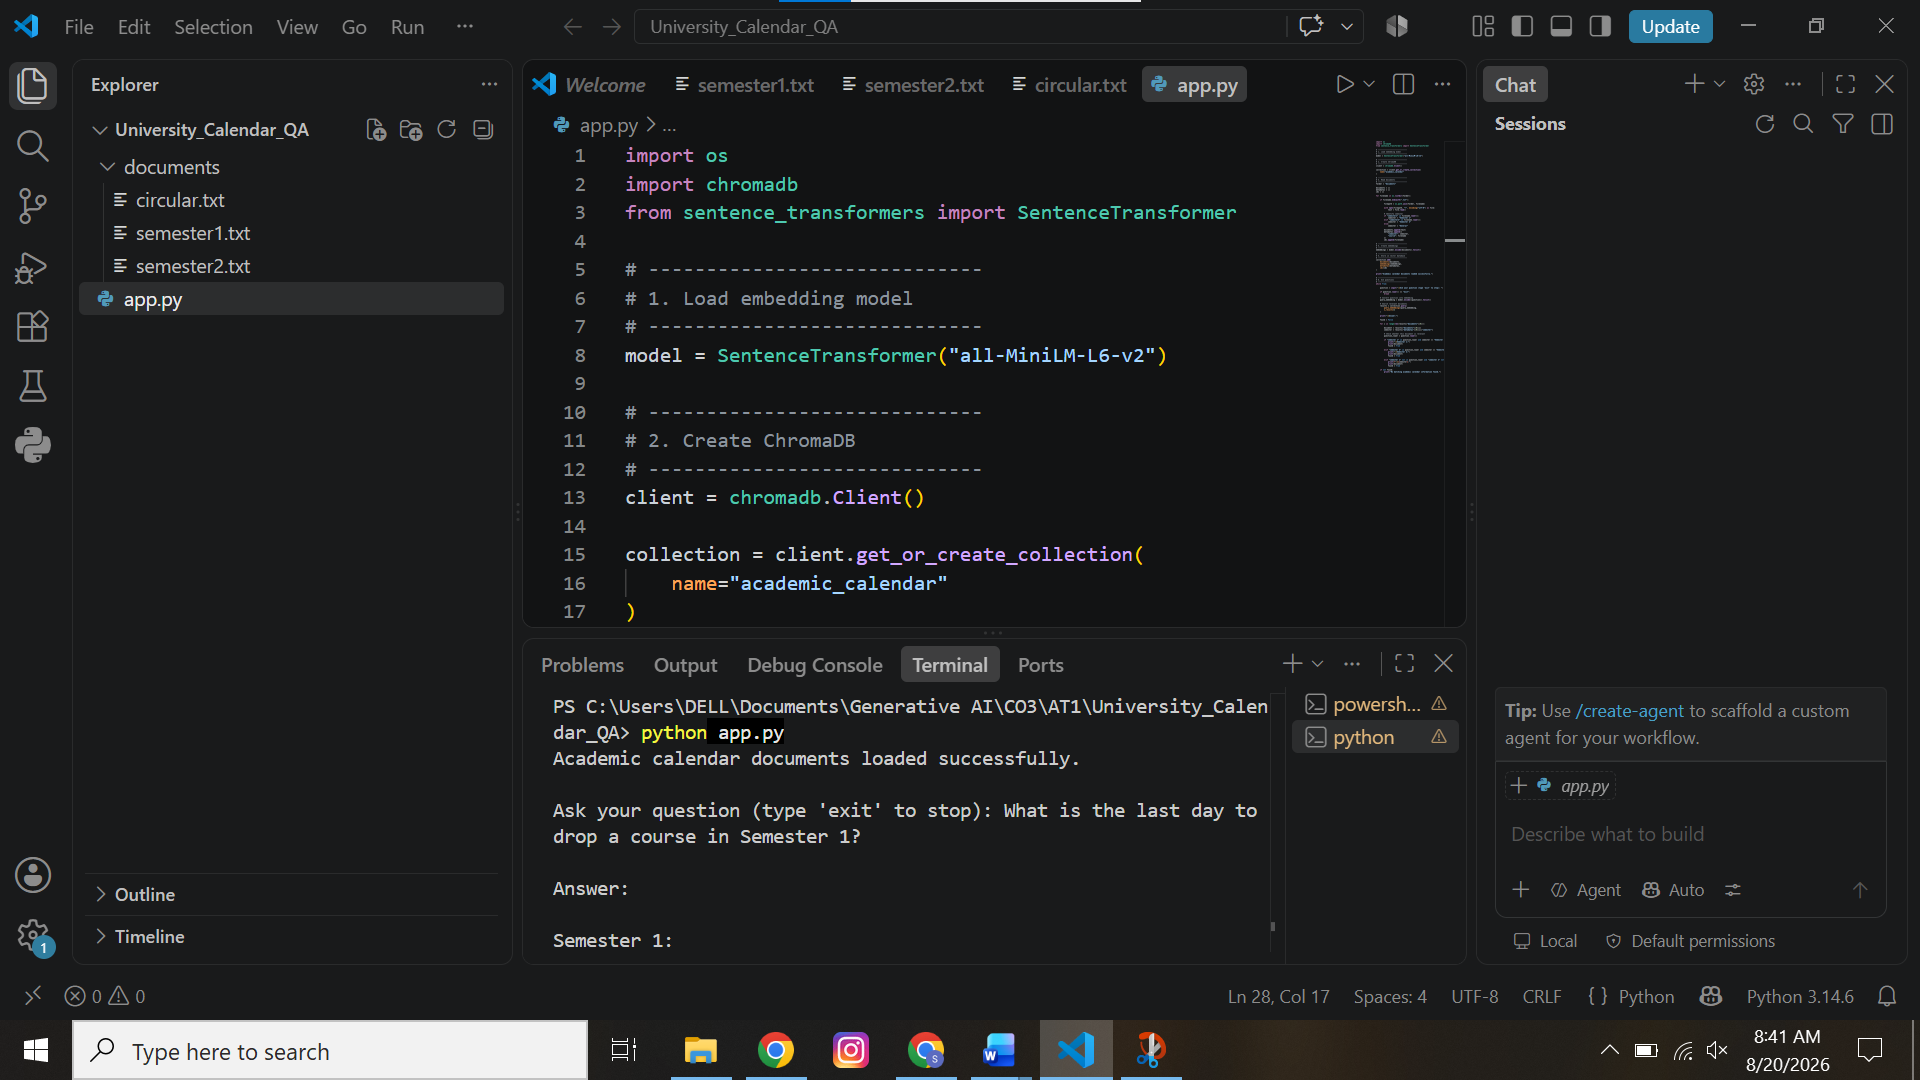 File Edit Selection View Go Run ...
University_Calendar_QA
Update
Explorer
University_Calendar_QA
documents
circular.txt
semester1.txt
semester2.txt
app.py
Outline
Timeline
Welcome semester1.txt semester2.txt circular.txt app.py
app.py > ...
1 import os
2 import chromadb
3 from sentence_transformers import SentenceTransformer
4
5 # -----------------------------
6 # 1. Load embedding model
7 # -----------------------------
8 model = SentenceTransformer("all-MiniLM-L6-v2")
9
10 # -----------------------------
11 # 2. Create ChromaDB
12 # -----------------------------
13 client = chromadb.Client()
14
15 collection = client.get_or_create_collection(
16     name="academic_calendar"
17 )
Problems Output Debug Console Terminal Ports
PS C:\Users\DELL\Documents\Generative AI\CO3\AT1\University_Calen
dar_QA> python app.py
Academic calendar documents loaded successfully.
Ask your question (type 'exit' to stop): What is the last day to
drop a course in Semester 1?
Answer:
Semester 1:
powersh...
python
Chat
Sessions
Tip: Use /create-agent to scaffold a custom
agent for your workflow.
app.py
Describe what to build
Agent Auto
Local Default permissions
1
0 0
Ln 28, Col 17 Spaces: 4 UTF-8 CRLF { } Python Python 3.14.6
Type here to search
S
W
8:41 AM
8/20/2026